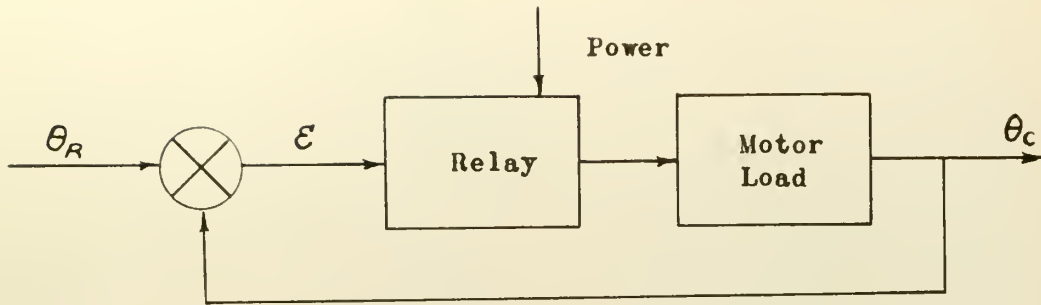 Power
θR
ε
Relay
Motor
Load
θC